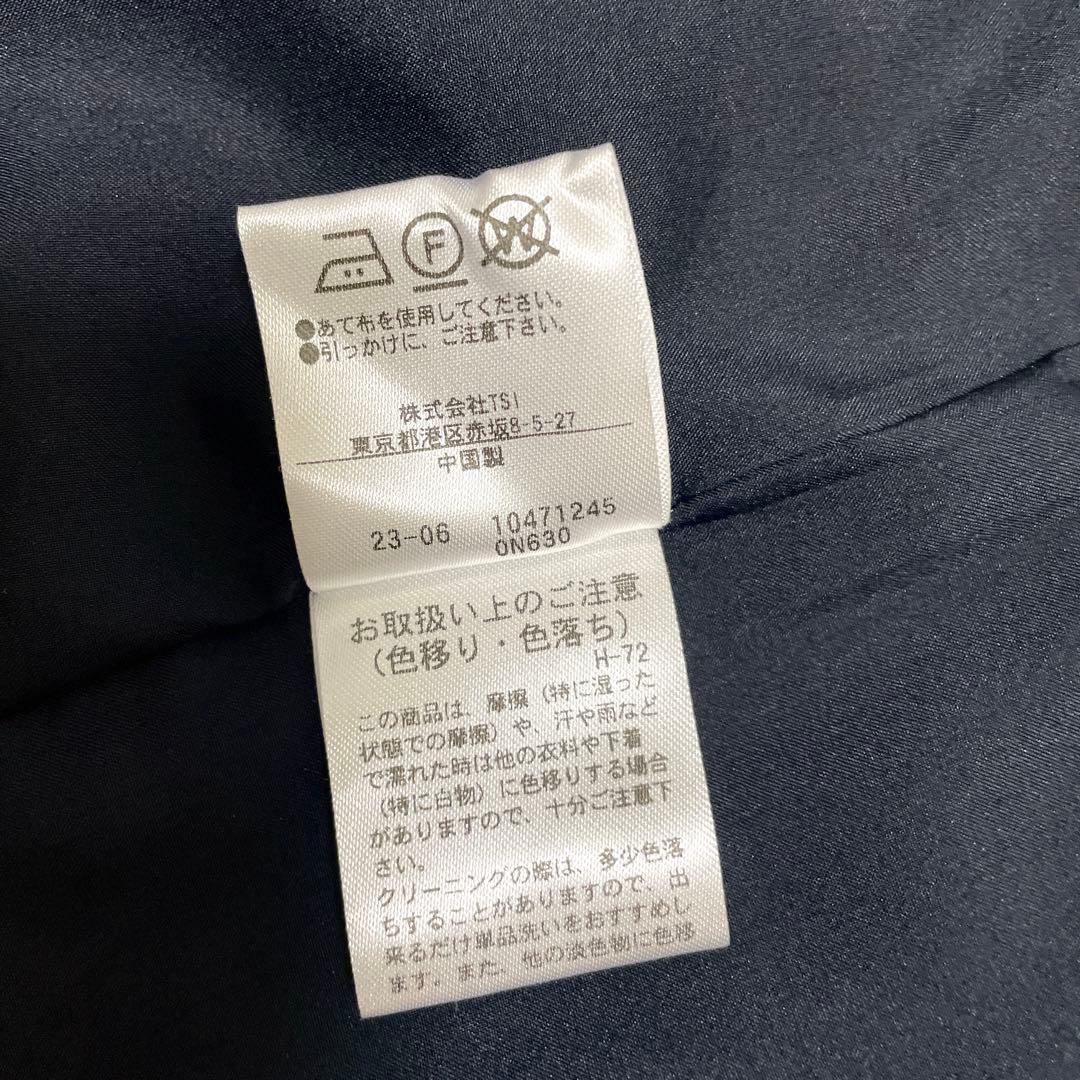 F W
●あて布を使用してください。
●引っかけに、ご注意下さい。
株式会社TSI
東京都港区赤坂8-5-27
中国製
23-06 10471245
0N630
お取扱い上のご注意
(色移り・色落ち)
H-72
この商品は、摩擦(特に湿った
状態での摩擦)や、汗や雨など
で濡れた時は他の衣料や下着
(特に白物)に色移りする場合
がありますので、十分ご注意下
さい。
クリーニングの際は、多少色落
ちすることがありますので、出
来るだけ単品洗いをおすすめし
ます。また、他の淡色物に色移